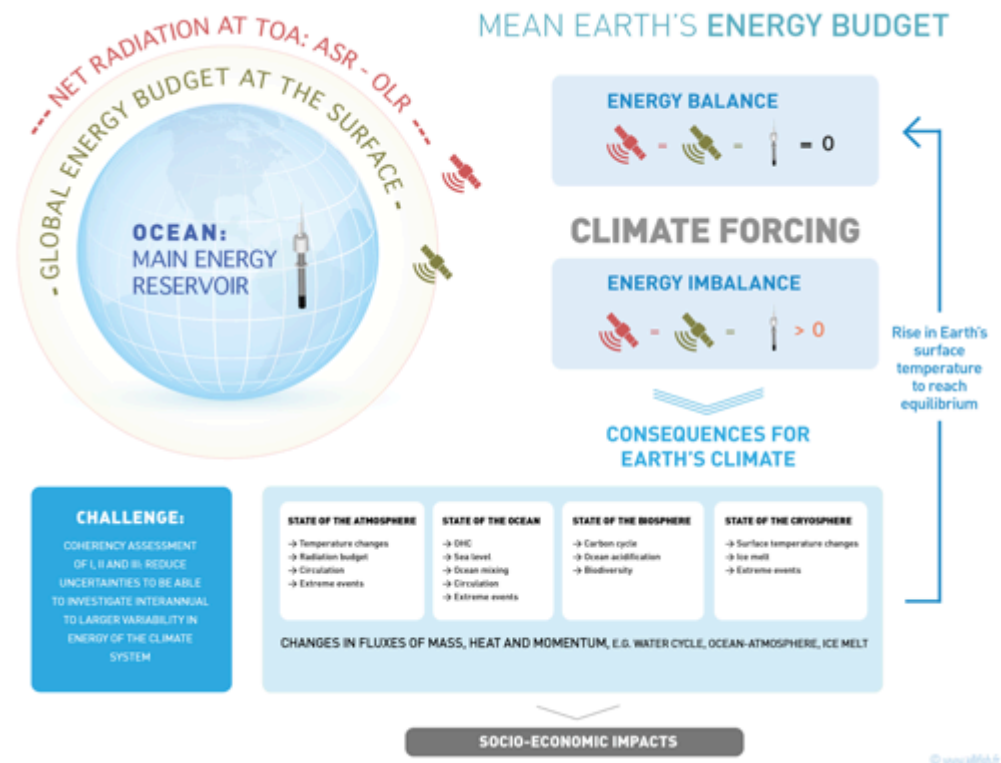 MEAN EARTH'S ENERGY BUDGET
--- NET RADIATION AT TOA: ASR - OLR ---
- GLOBAL ENERGY BUDGET AT THE SURFACE -
OCEAN:
MAIN ENERGY
RESERVOIR
ENERGY BALANCE
- - = 0
CLIMATE FORCING
ENERGY IMBALANCE
- - > 0
Rise in Earth's
surface
temperature
to reach
equilibrium
CONSEQUENCES FOR
EARTH'S CLIMATE
CHALLENGE:
COHERENCY ASSESSMENT
OF I, II AND III: REDUCE
UNCERTAINTIES TO BE ABLE
TO INVESTIGATE INTERANNUAL
TO LARGER VARIABILITY IN
ENERGY OF THE CLIMATE
SYSTEM
STATE OF THE ATMOSPHERE
→ Temperature changes
→ Radiation budget
→ Circulation
→ Extreme events
STATE OF THE OCEAN
→ OHC
→ Sea level
→ Ocean mixing
→ Circulation
→ Extreme events
STATE OF THE BIOSPHERE
→ Carbon cycle
→ Ocean acidification
→ Biodiversity
STATE OF THE CRYOSPHERE
→ Surface temperature changes
→ Ice melt
→ Extreme events
CHANGES IN FLUXES OF MASS, HEAT AND MOMENTUM, E.G. WATER CYCLE, OCEAN-ATMOSPHERE, ICE MELT
SOCIO-ECONOMIC IMPACTS